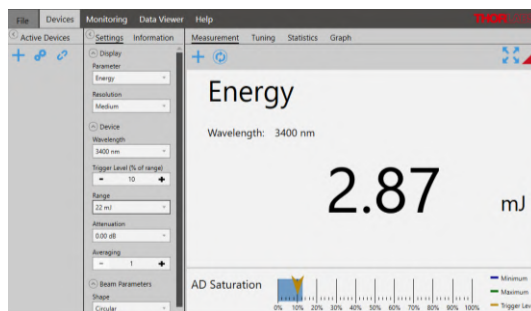 File Devices Monitoring Data Viewer Help
THOR
Active Devices
Settings Information
Measurement Tuning Statistics Graph
Display
Parameter
Energy
Resolution
Medium
Device
Wavelength
3400 nm
Trigger Level (% of range)
- 10 +
Range
22 mJ
Attenuation
0.00 dB
Averaging
- 1 +
Beam Parameters
Shape
Circular
Energy
Wavelength: 3400 nm
2.87 mJ
AD Saturation
0% 10% 20% 30% 40% 50% 60% 70% 80% 90% 100%
Minimum
Maximum
Trigger Lev